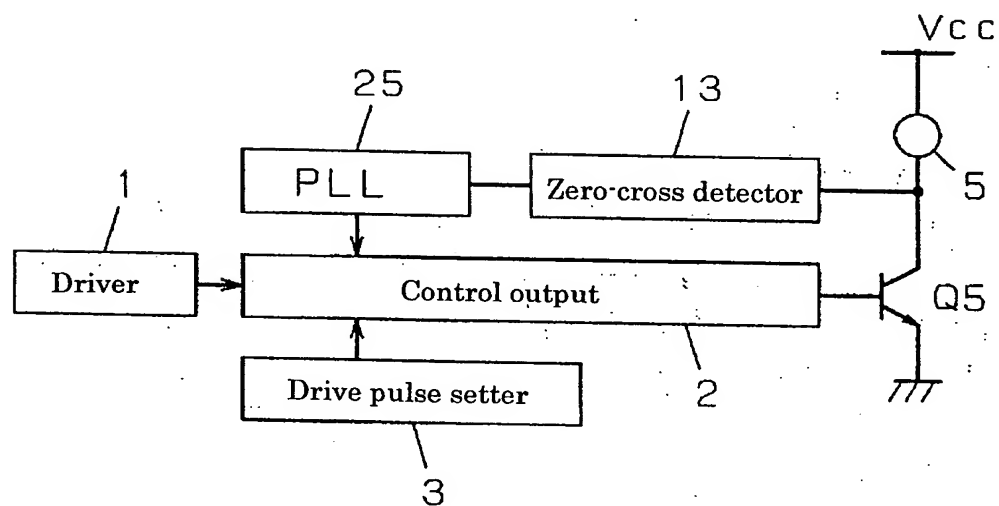 Vcc
25
13
PLL
Zero-cross detector
5
1
Driver
Control output
Q5
Drive pulse setter
2
3